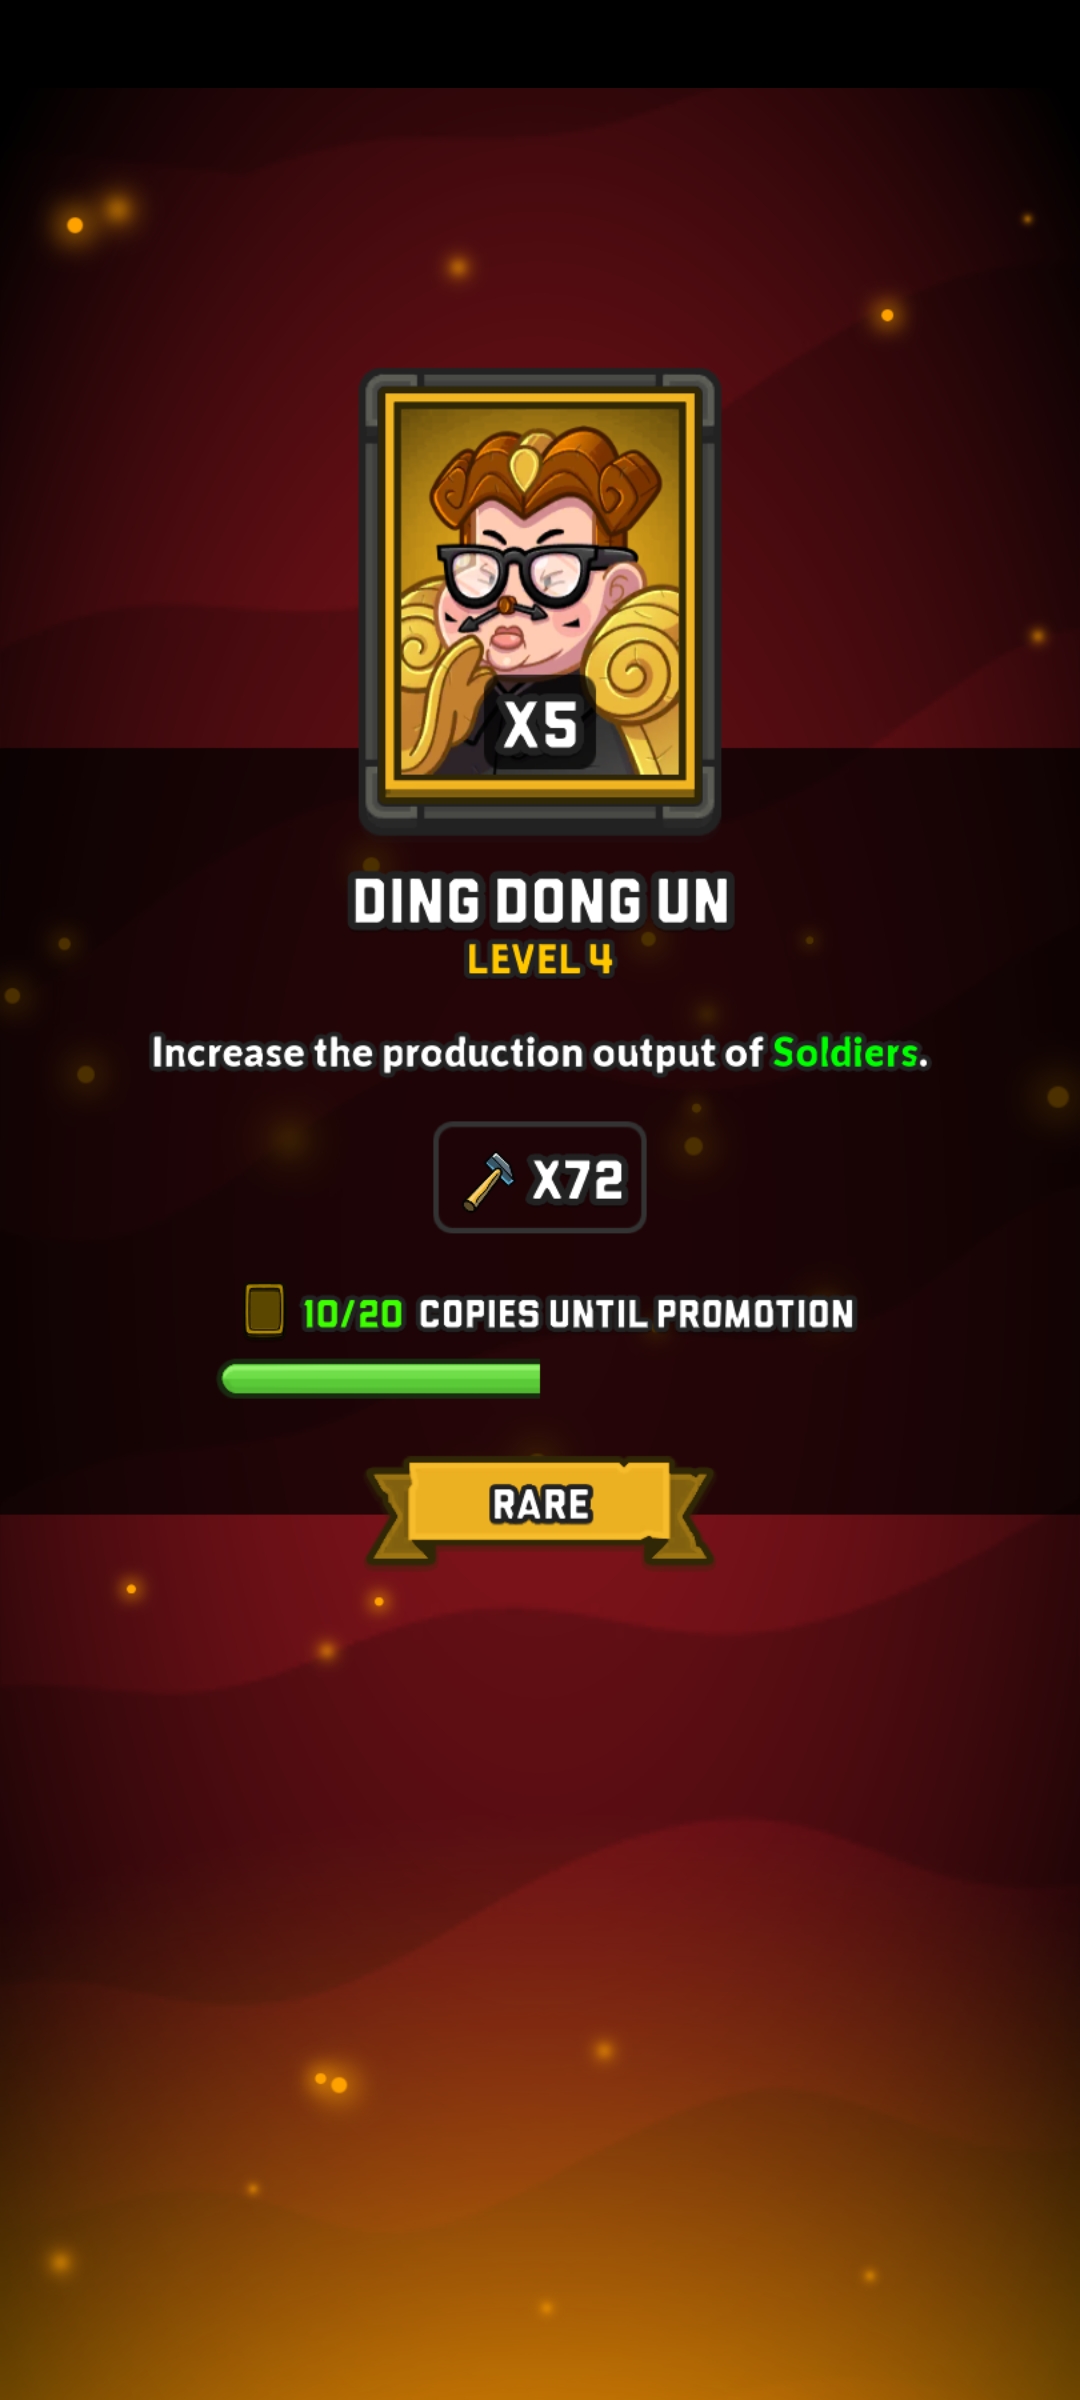 X5
DING DONG UN
LEVEL 4
Increase the production output of Soldiers.
X72
10/20 COPIES UNTIL PROMOTION
RARE